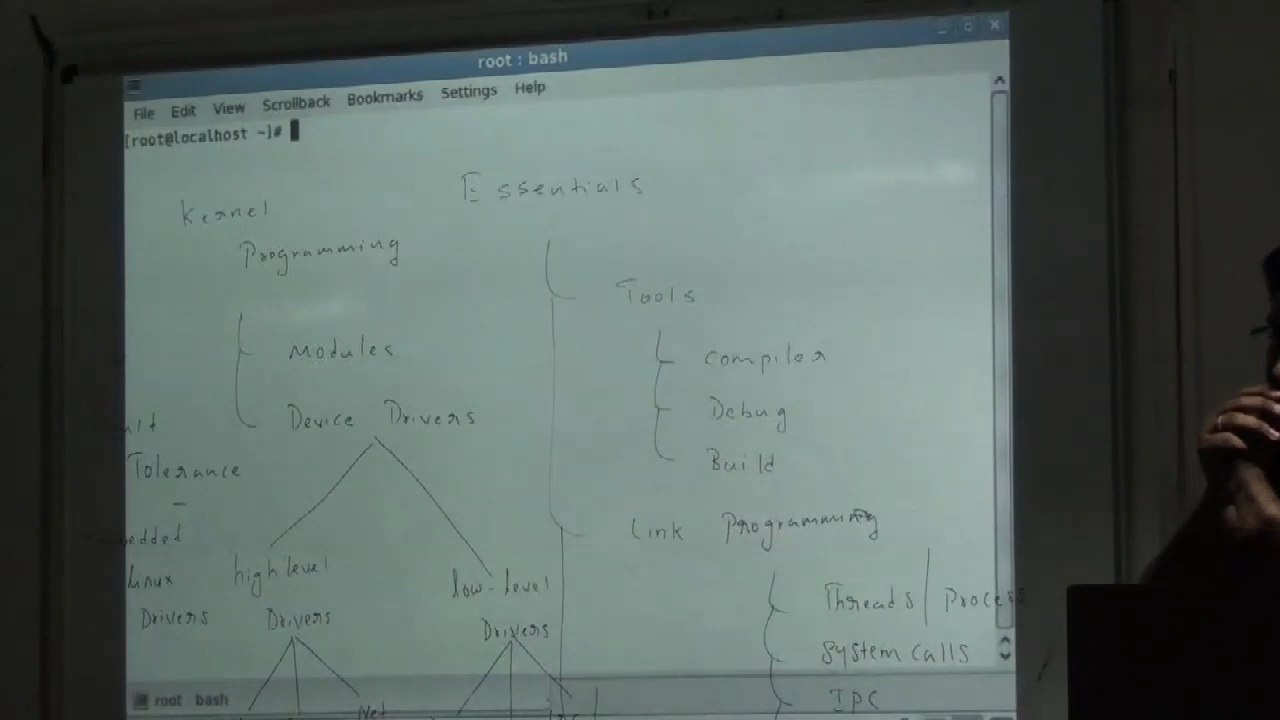 root : bash
File Edit View Scrollback Bookmarks Settings Help
[root@localhost ~]#
Essentials
Kernel
Programming
Tools
Modules
compiler
Device Drivers
Debug
Tolerance
Build
Link Programming
high level
low-level
Linux
Drivers
Drivers
Drivers
Threads / Process
System calls
IPC
root bash
Net